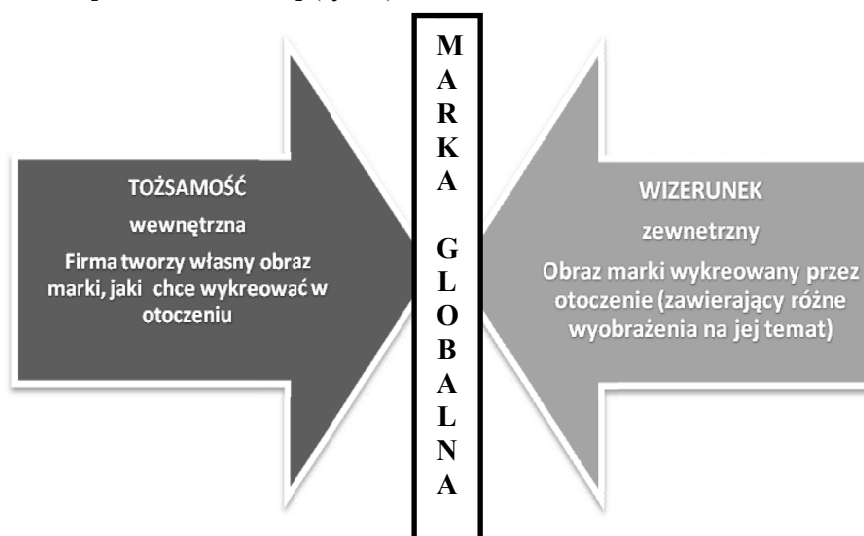 TOŻSAMOŚĆ
wewnętrzna
Firma tworzy własny obraz
marki, jaki chce wykreować w
otoczeniu
M
A
R
K
A
G
L
O
B
A
L
N
A
WIZERUNEK
zewnetrzny
Obraz marki wykreowany przez
otoczenie (zawierający różne
wyobrażenia na jej temat)